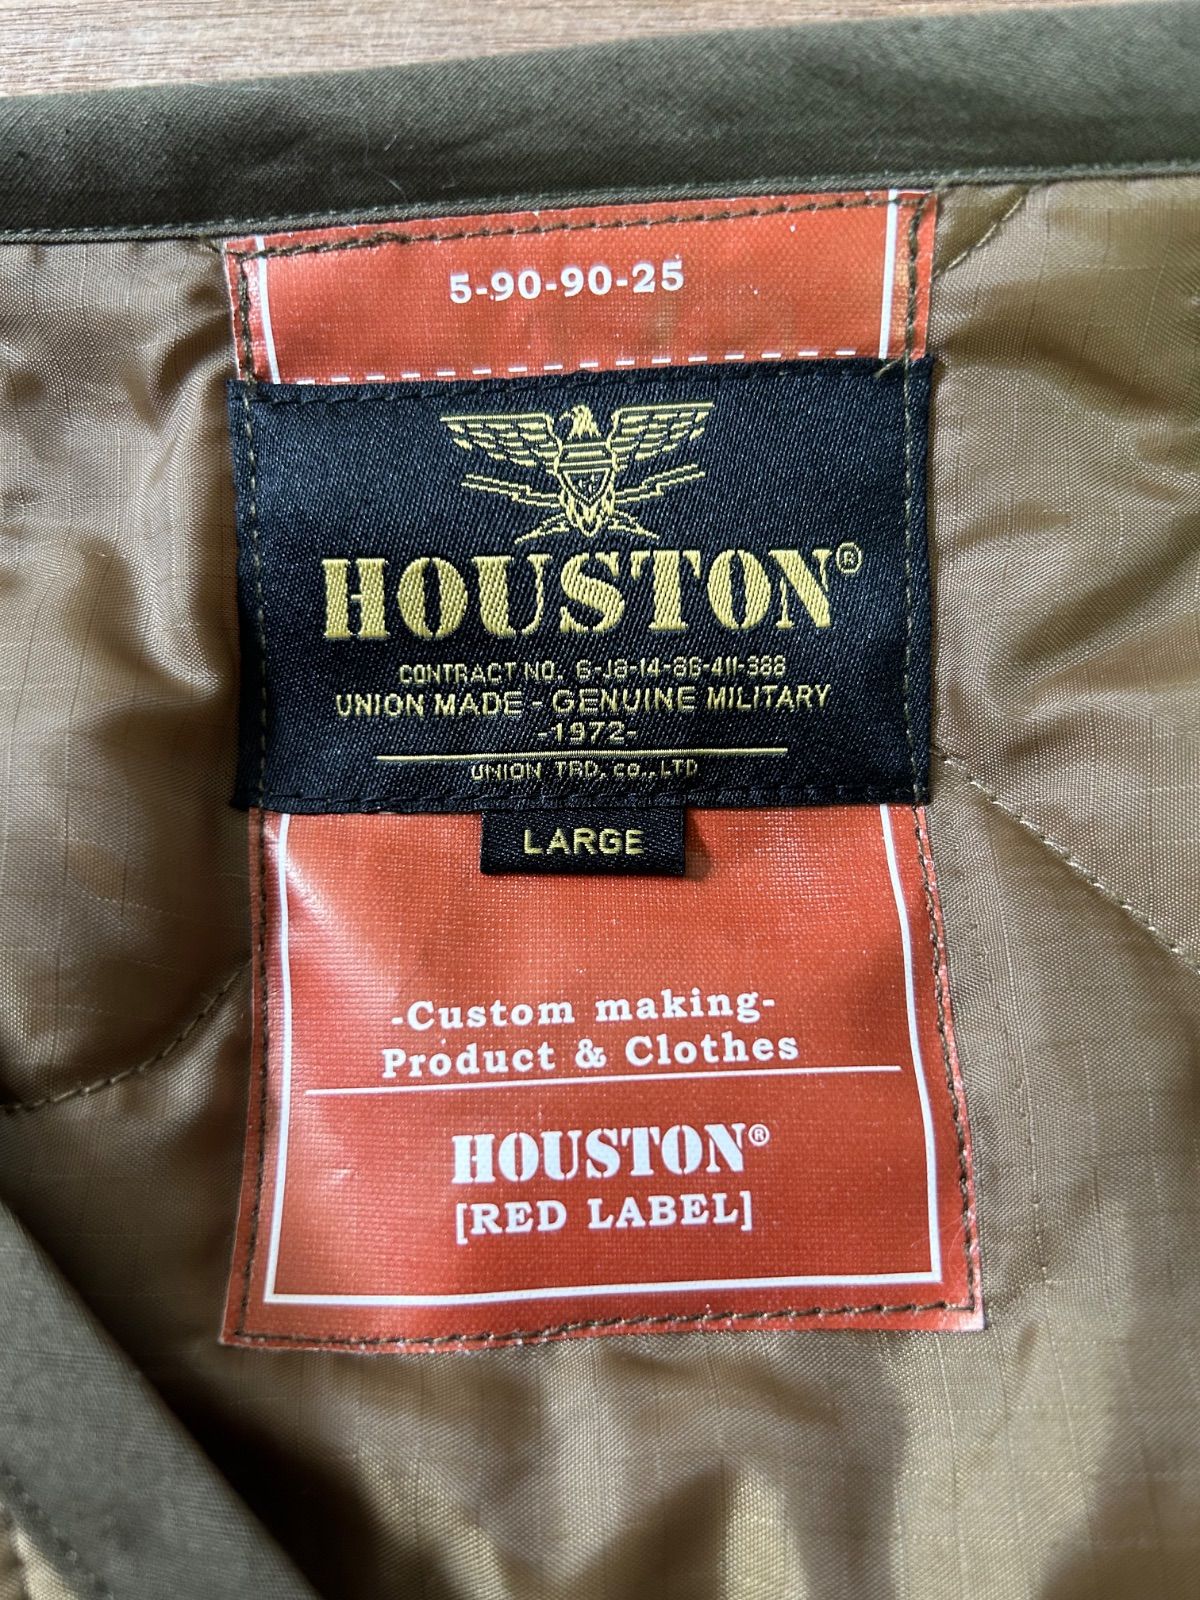 5-90-90-25
HOUSTON®
CONTRACT NO. 6-J8-14-86-411-388
UNION MADE - GENUINE MILITARY
-1972-
UNION TRD. co.,LTD
LARGE
-Custom making-
Product & Clothes
HOUSTON®
[RED LABEL]